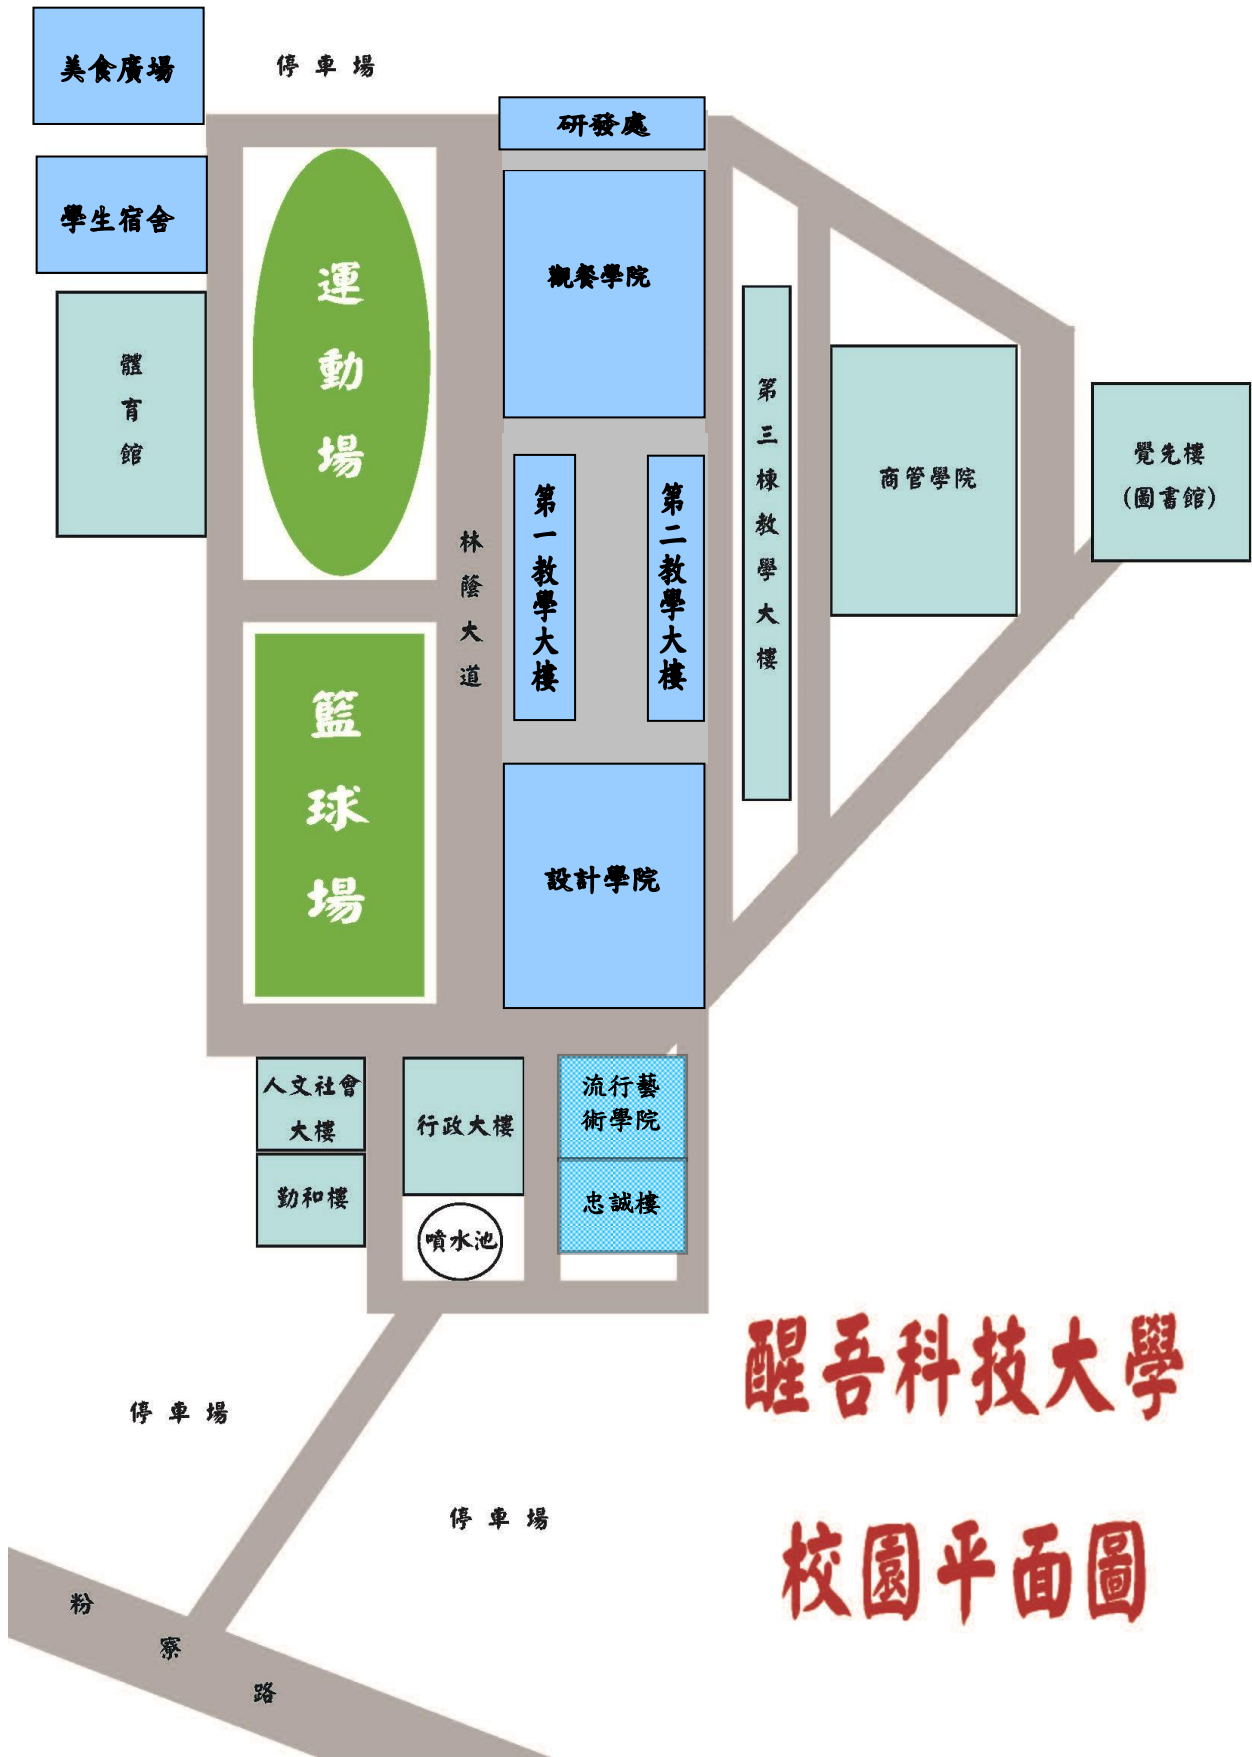 美食廣場
停車場
研發處
學生宿舍
觀餐學院
運動場
體育館
第三棟教學大樓
商管學院
覺先樓
(圖書館)
林蔭大道
第一教學大樓
第二教學大樓
籃球場
設計學院
人文社會
大樓
行政大樓
流行藝
術學院
勤和樓
忠誠樓
噴水池
醒吾科技大學
校園平面圖
停車場
停車場
粉寮路